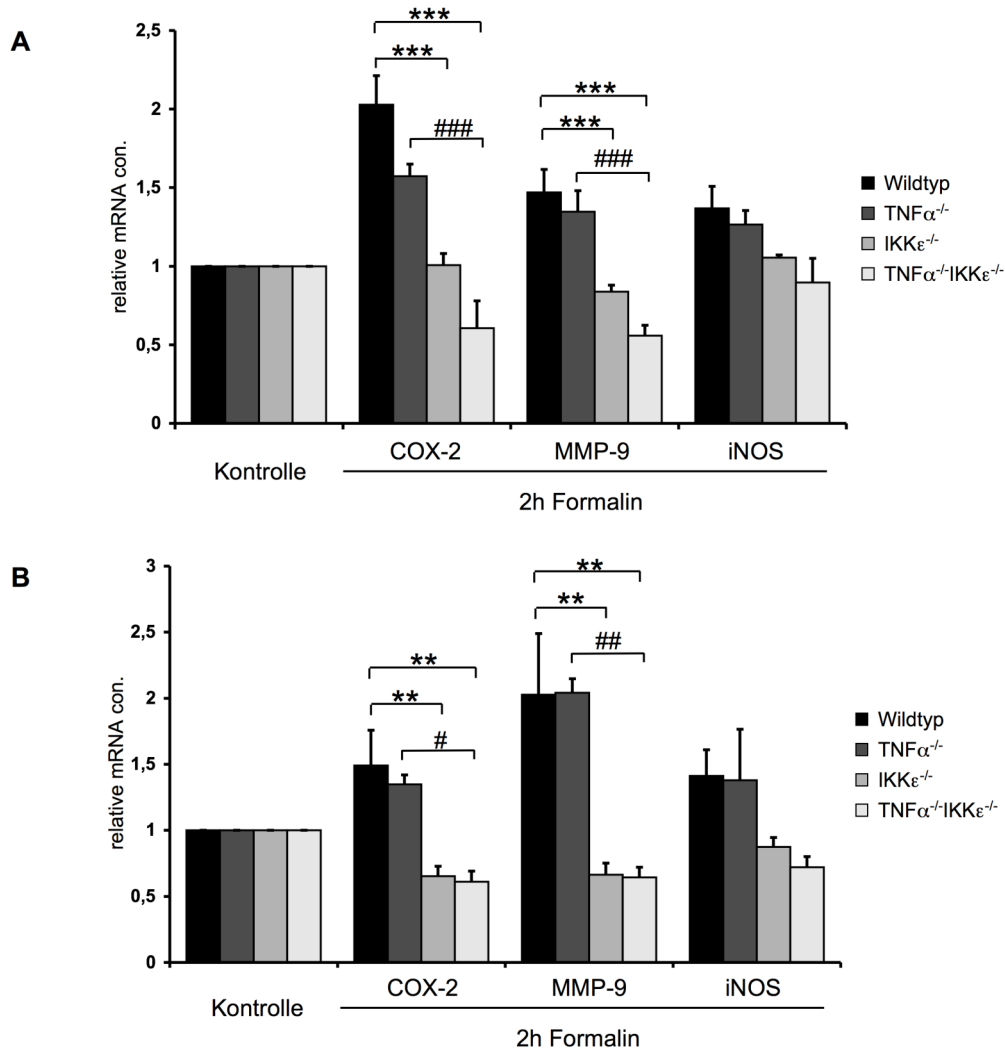 A
relative mRNA con.
2,5
2
1,5
1
0,5
0
***
***
###
***
***
###
Wildtyp
TNFα-/-
IKKε-/-
TNFα-/-IKKε-/-
Kontrolle
COX-2
MMP-9
iNOS
2h Formalin
B
relative mRNA con.
3
2,5
2
1,5
1
0,5
0
**
**
#
**
**
##
Wildtyp
TNFα-/-
IKKε-/-
TNFα-/-IKKε-/-
Kontrolle
COX-2
MMP-9
iNOS
2h Formalin